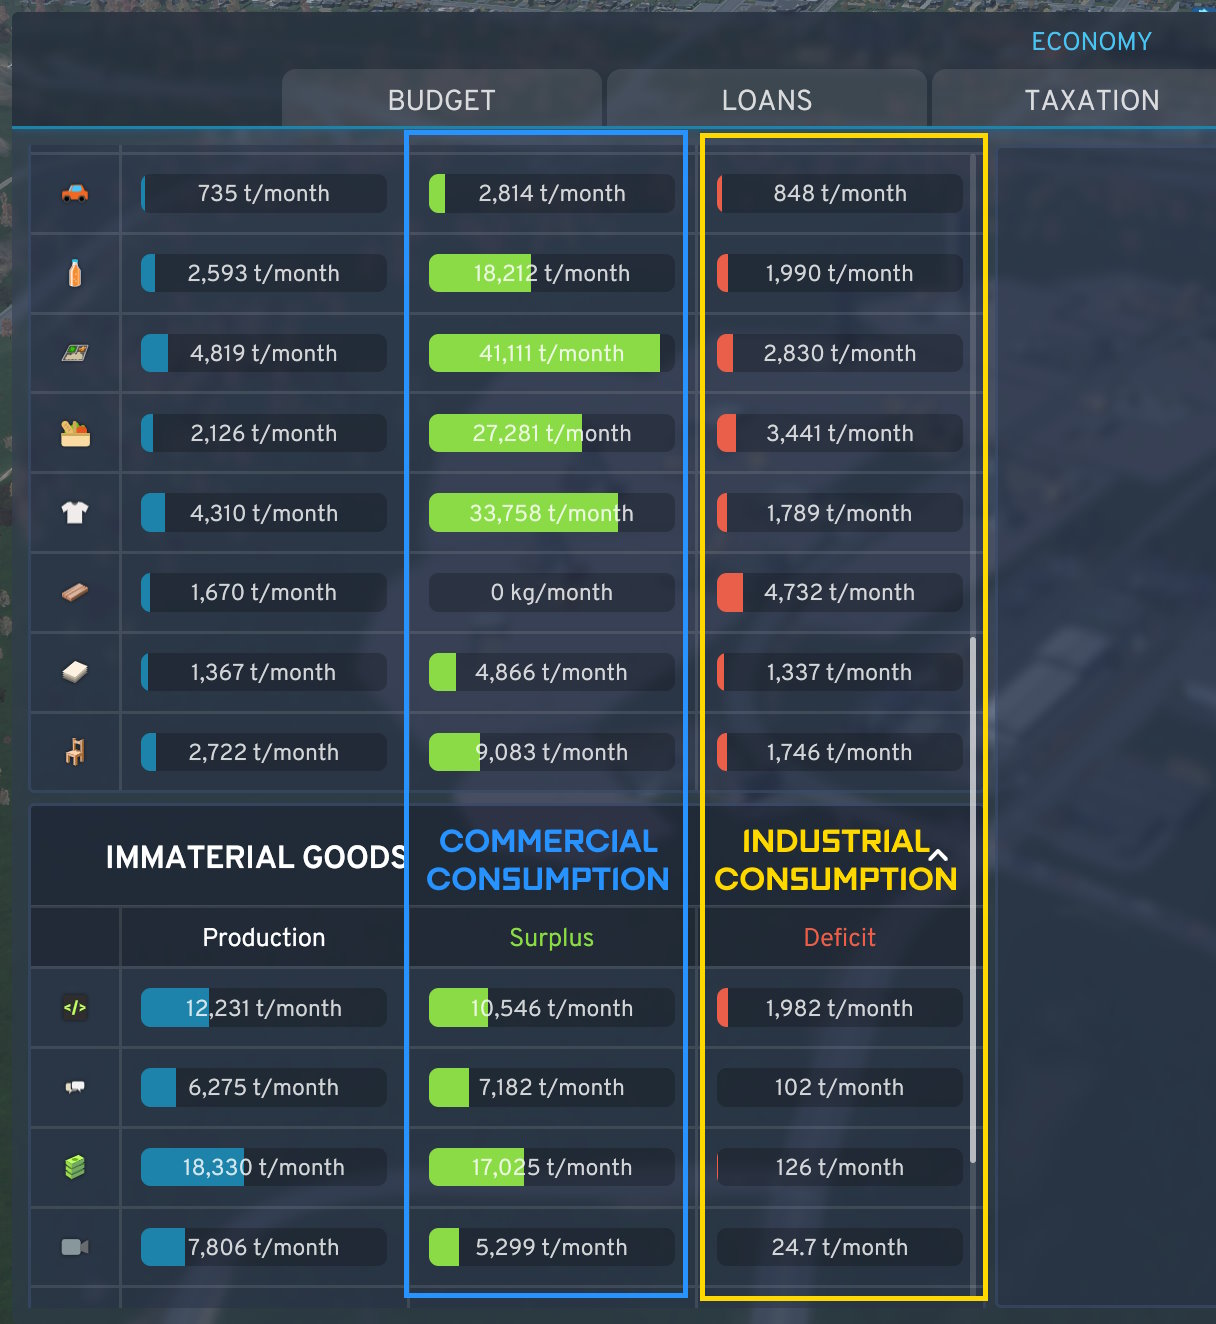 ECONOMY
BUDGET LOANS TAXATION
735 t/month 2,814 t/month 848 t/month
2,593 t/month 18,212 t/month 1,990 t/month
4,819 t/month 41,111 t/month 2,830 t/month
2,126 t/month 27,281 t/month 3,441 t/month
4,310 t/month 33,758 t/month 1,789 t/month
1,670 t/month 0 kg/month 4,732 t/month
1,367 t/month 4,866 t/month 1,337 t/month
2,722 t/month 9,083 t/month 1,746 t/month
IMMATERIAL GOODS
COMMERCIAL
CONSUMPTION
INDUSTRIAL
CONSUMPTION
Production Surplus Deficit
</> 12,231 t/month 10,546 t/month 1,982 t/month
6,275 t/month 7,182 t/month 102 t/month
18,330 t/month 17,025 t/month 126 t/month
7,806 t/month 5,299 t/month 24.7 t/month